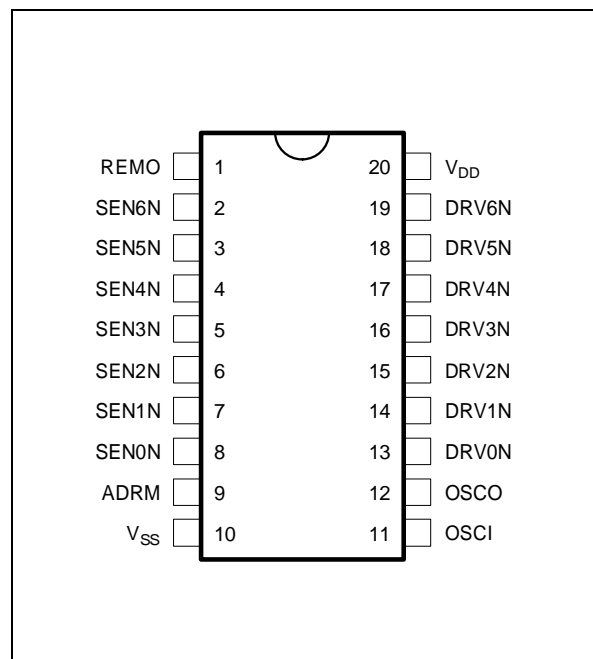 REMO 1 20 VDD
SEN6N 2 19 DRV6N
SEN5N 3 18 DRV5N
SEN4N 4 17 DRV4N
SEN3N 5 16 DRV3N
SEN2N 6 15 DRV2N
SEN1N 7 14 DRV1N
SEN0N 8 13 DRV0N
ADRM 9 12 OSCO
VSS 10 11 OSCI